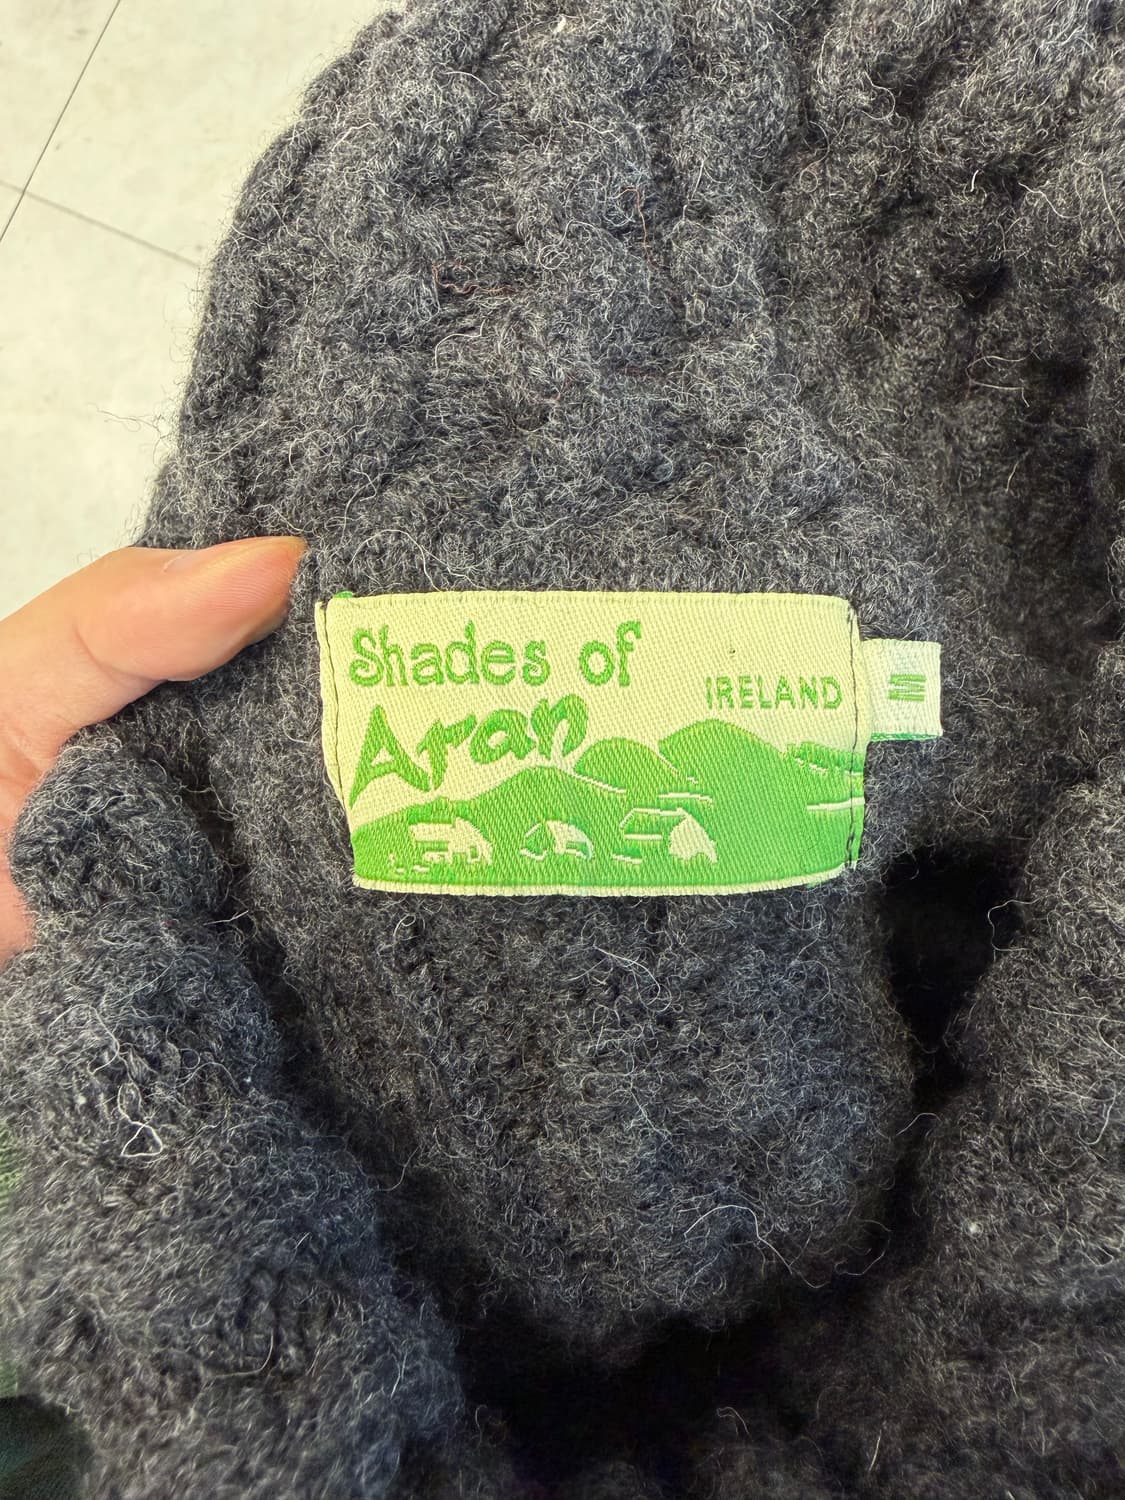 Shades of
Aran
IRELAND
M